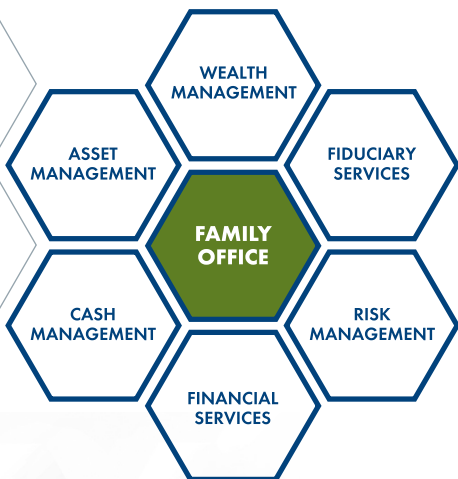 WEALTH
MANAGEMENT
ASSET
MANAGEMENT
FIDUCIARY
SERVICES
FAMILY
OFFICE
CASH
MANAGEMENT
RISK
MANAGEMENT
FINANCIAL
SERVICES